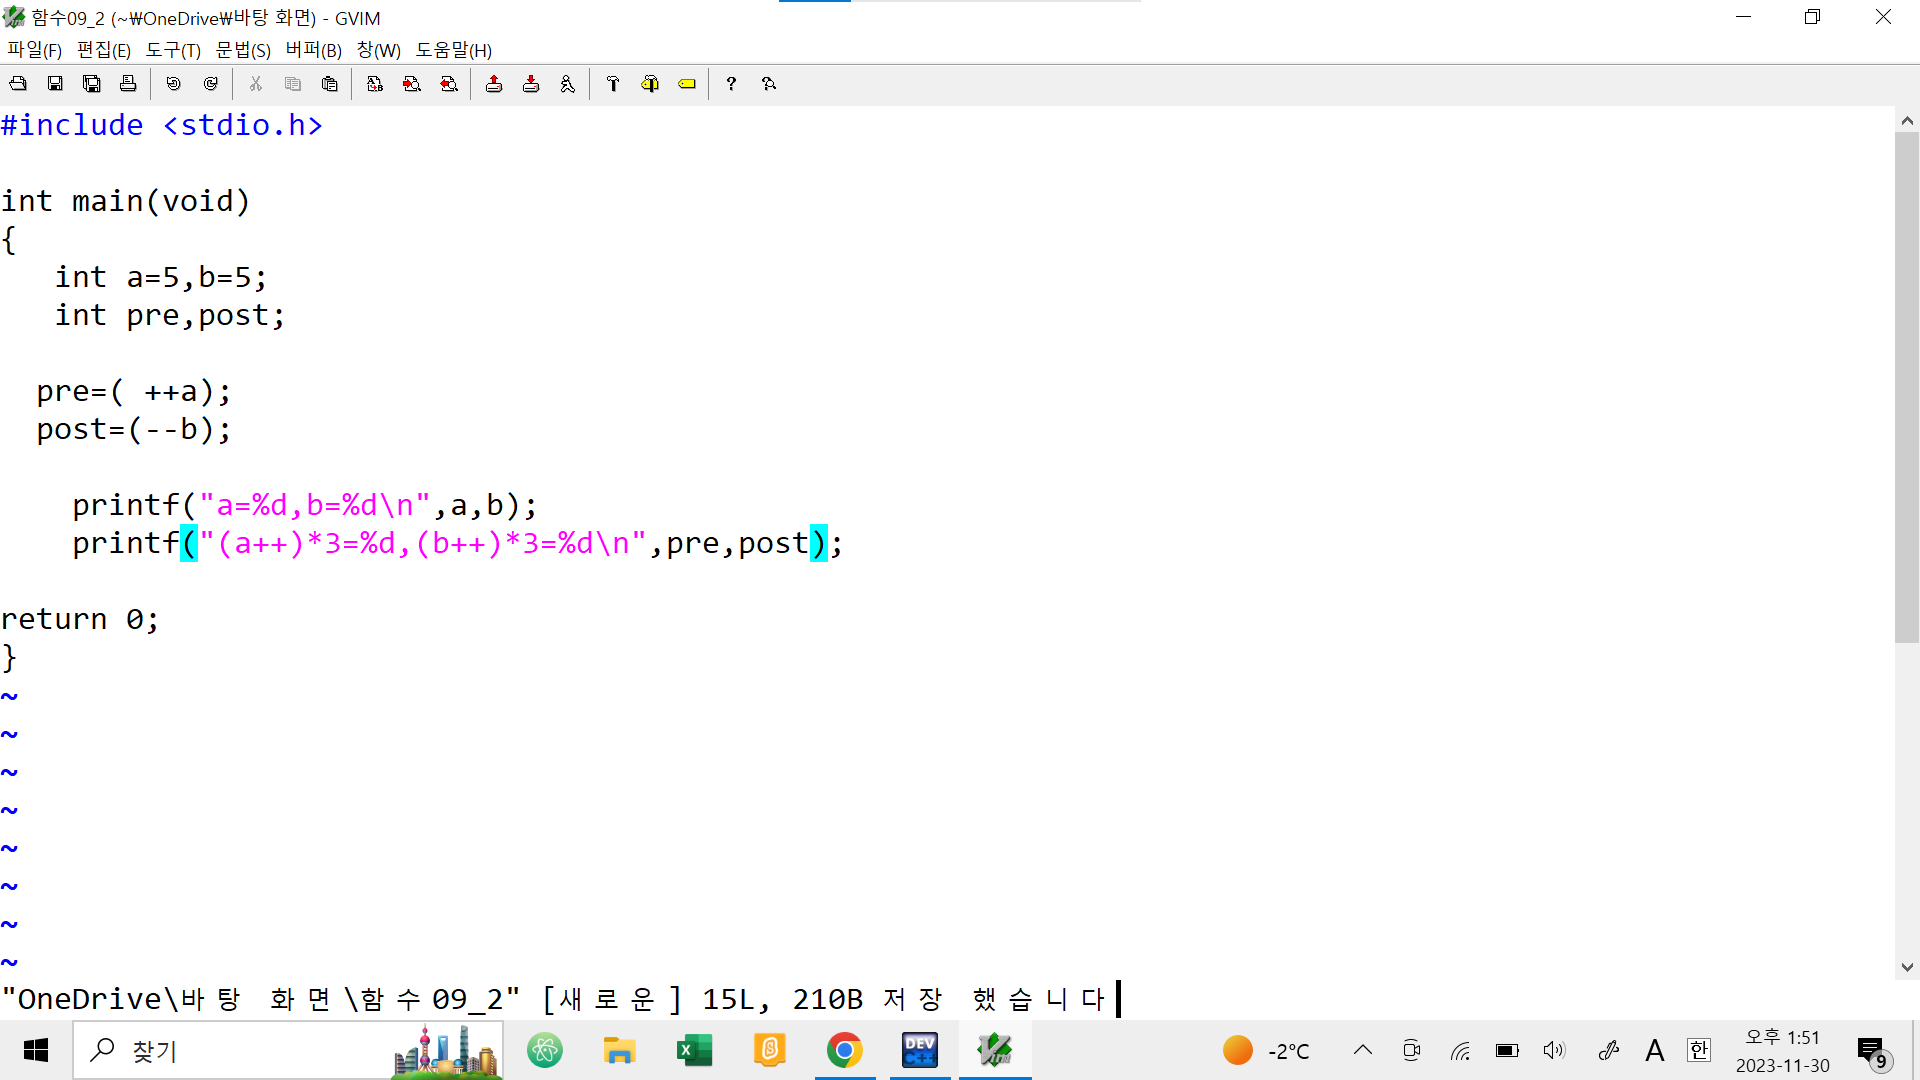 함수09_2 (~\OneDrive\바탕 화면) - GVIM
파일(F) 편집(E) 도구(T) 문법(S) 버퍼(B) 창(W) 도움말(H)
#include <stdio.h>
int main(void)
{
int a=5,b=5;
int pre,post;
pre=( ++a);
post=(--b);
printf("a=%d,b=%d\n",a,b);
printf("(a++)*3=%d,(b++)*3=%d\n",pre,post);
return 0;
}
~
~
~
~
~
~
~
~
"OneDrive\바탕 화면\함수09_2" [새로운] 15L, 210B 저장 했습니다
찾기
DEV
C++
-2°C
A
한
오후 1:51
2023-11-30
9